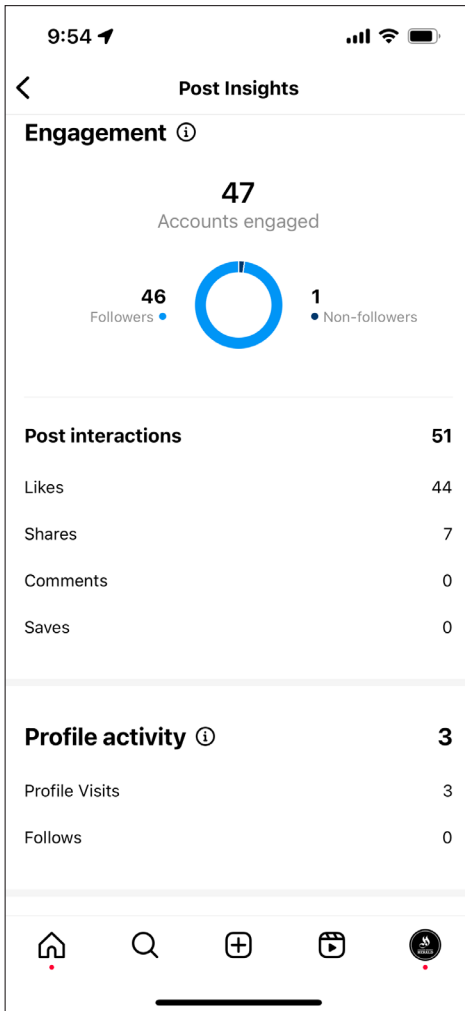 9:54
Post Insights
Engagement
47
Accounts engaged
46
Followers
1
Non-followers
Post interactions 51
Likes 44
Shares 7
Comments 0
Saves 0
Profile activity 3
Profile Visits 3
Follows 0